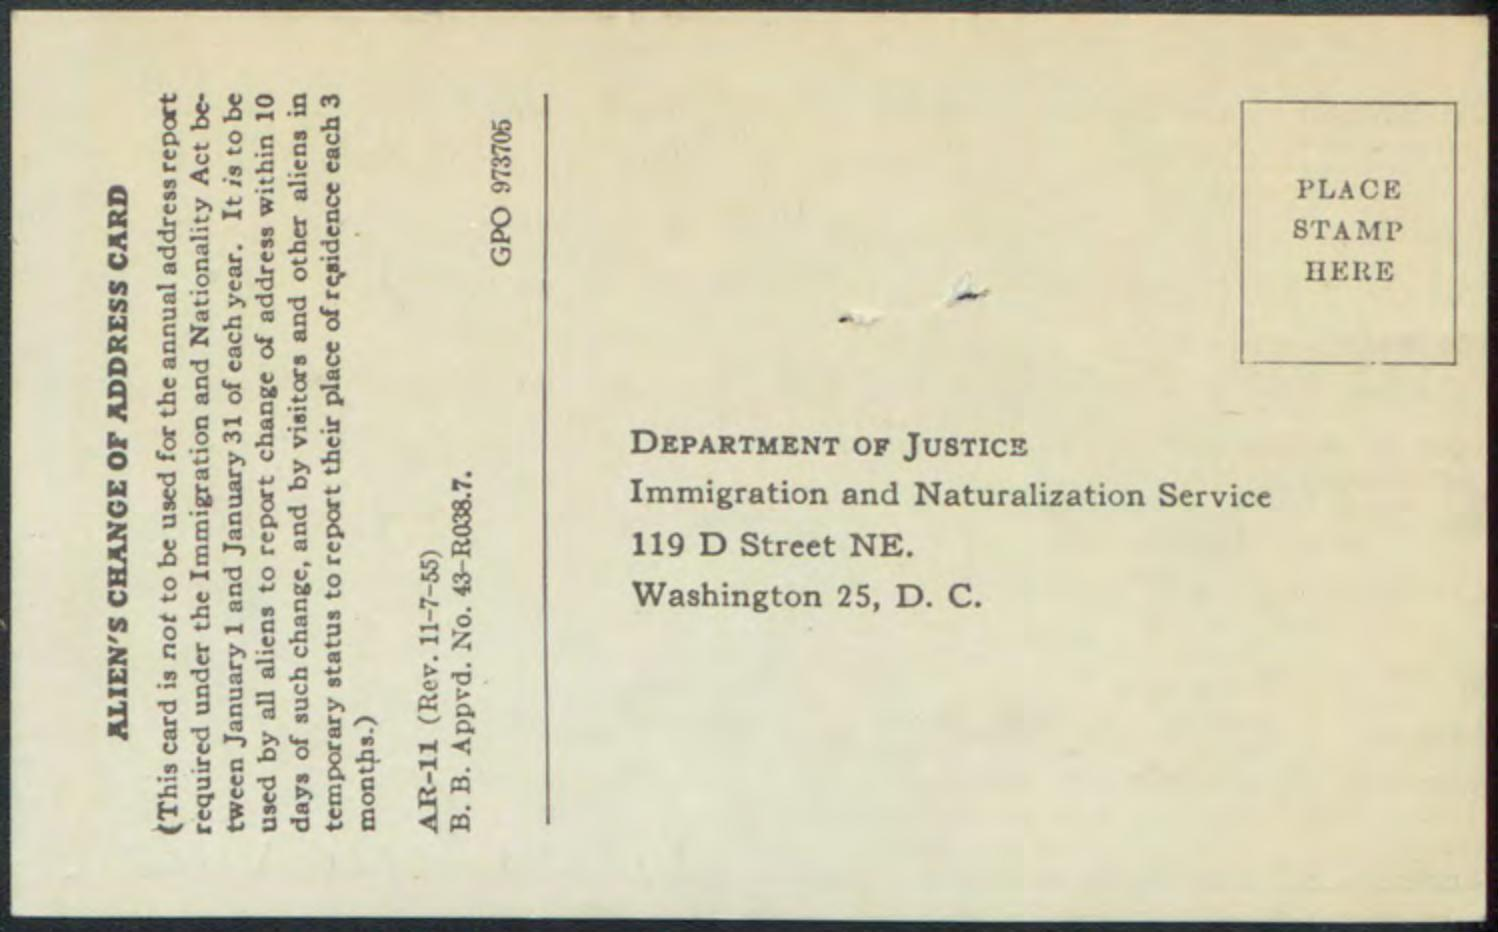 ALIEN'S CHANGE OF ADDRESS CARD
(This card is not to be used for the annual address report
required under the Immigration and Nationality Act be-
tween January 1 and January 31 of each year. It is to be
used by all aliens to report change of address within 10
days of such change, and by visitors and other aliens in
temporary status to report their place of residence each 3
months.)
AR-11 (Rev. 11-7-55)
B. B. Appvd. No. 43-R038.7.
GPO 973705
PLACE
STAMP
HERE
DEPARTMENT OF JUSTICE
Immigration and Naturalization Service
119 D Street NE.
Washington 25, D. C.